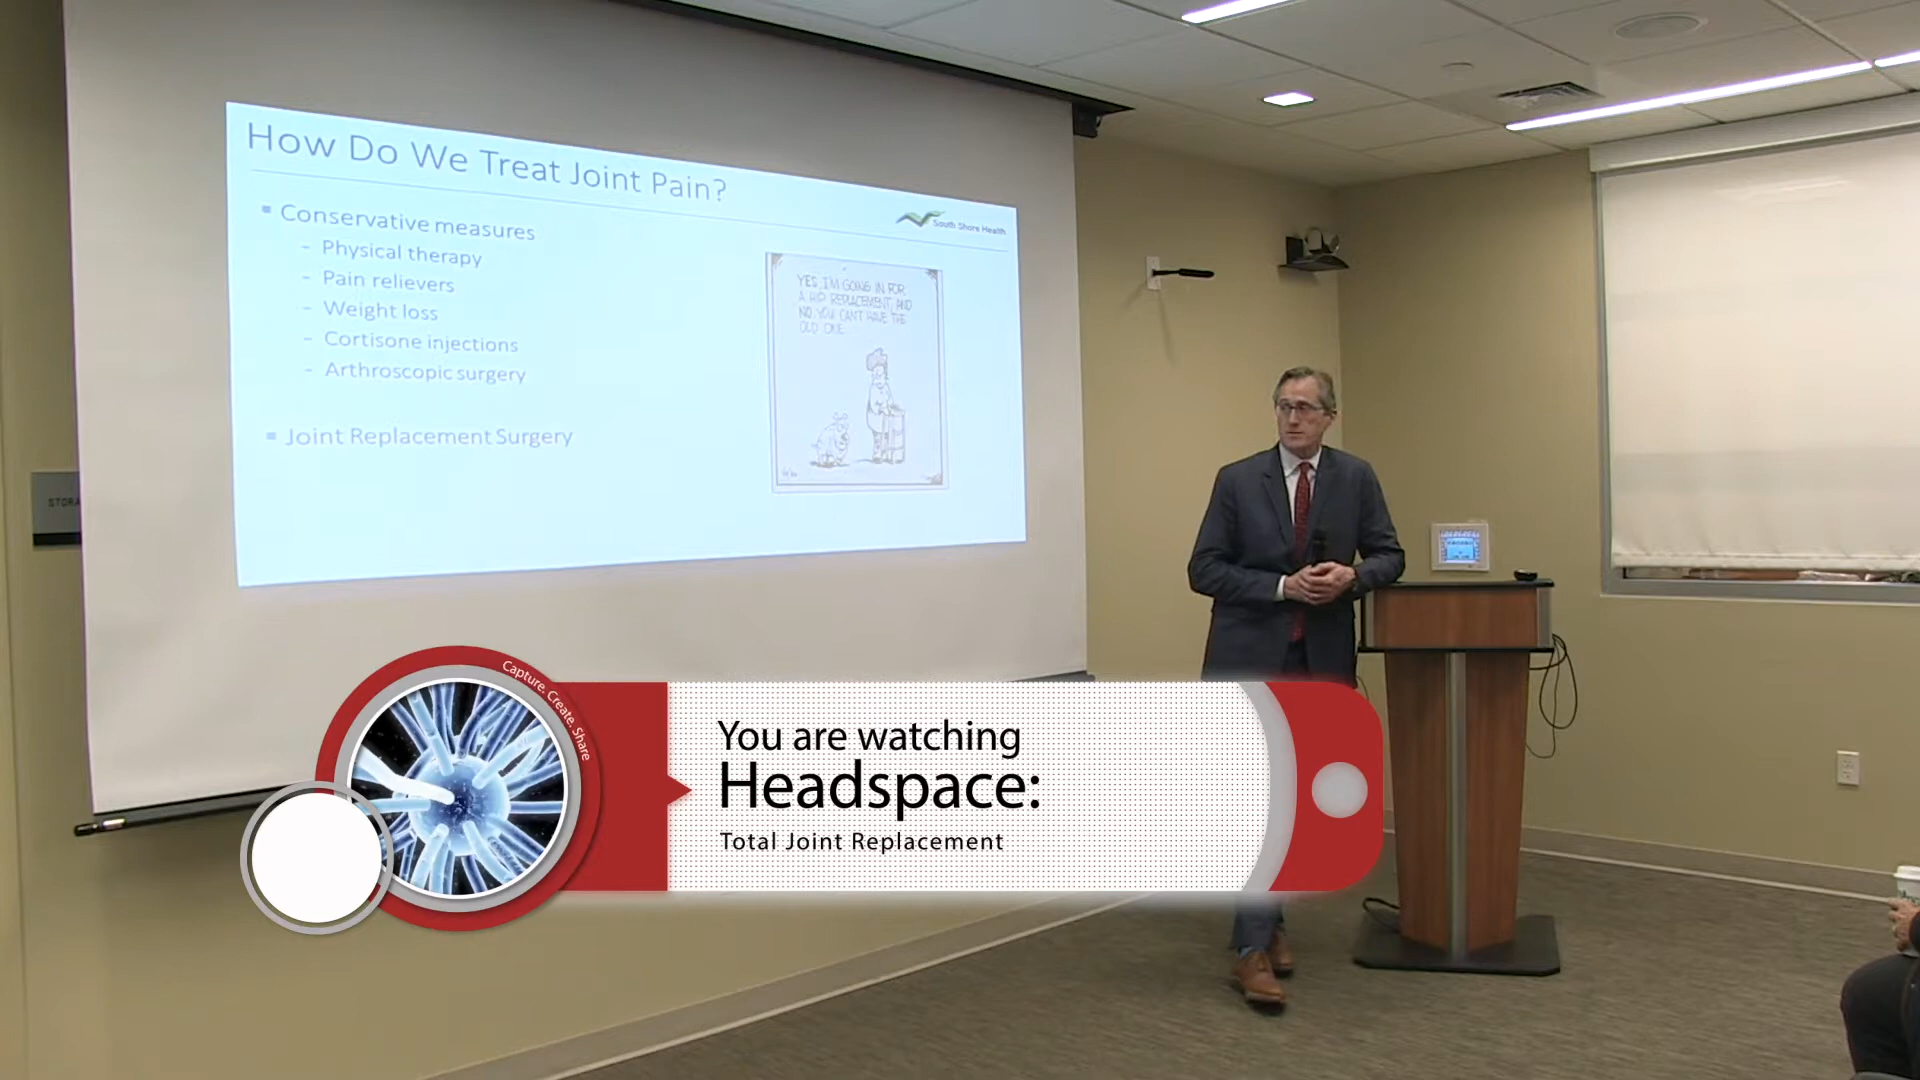 How Do We Treat Joint Pain?
South Shore Health
▪ Conservative measures
- Physical therapy
- Pain relievers
- Weight loss
- Cortisone injections
- Arthroscopic surgery
▪ Joint Replacement Surgery
YES, I'M GOING IN FOR
A HIP REPLACEMENT, AND
NO, YOU CAN'T HAVE THE
OLD ONE.
STORA
Capture. Create. Share
You are watching
Headspace:
Total Joint Replacement